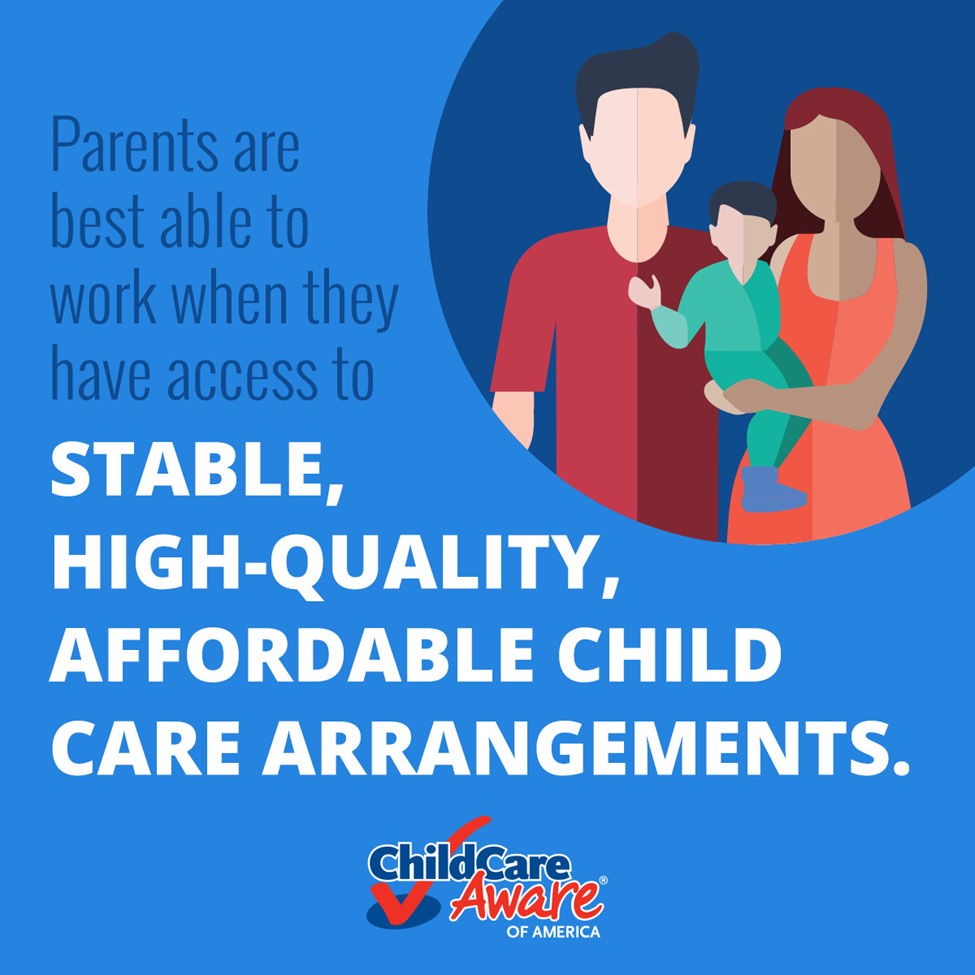 Parents are
best able to
work when they
have access to
STABLE,
HIGH-QUALITY,
AFFORDABLE CHILD
CARE ARRANGEMENTS.
ChildCare
Aware®
OF AMERICA